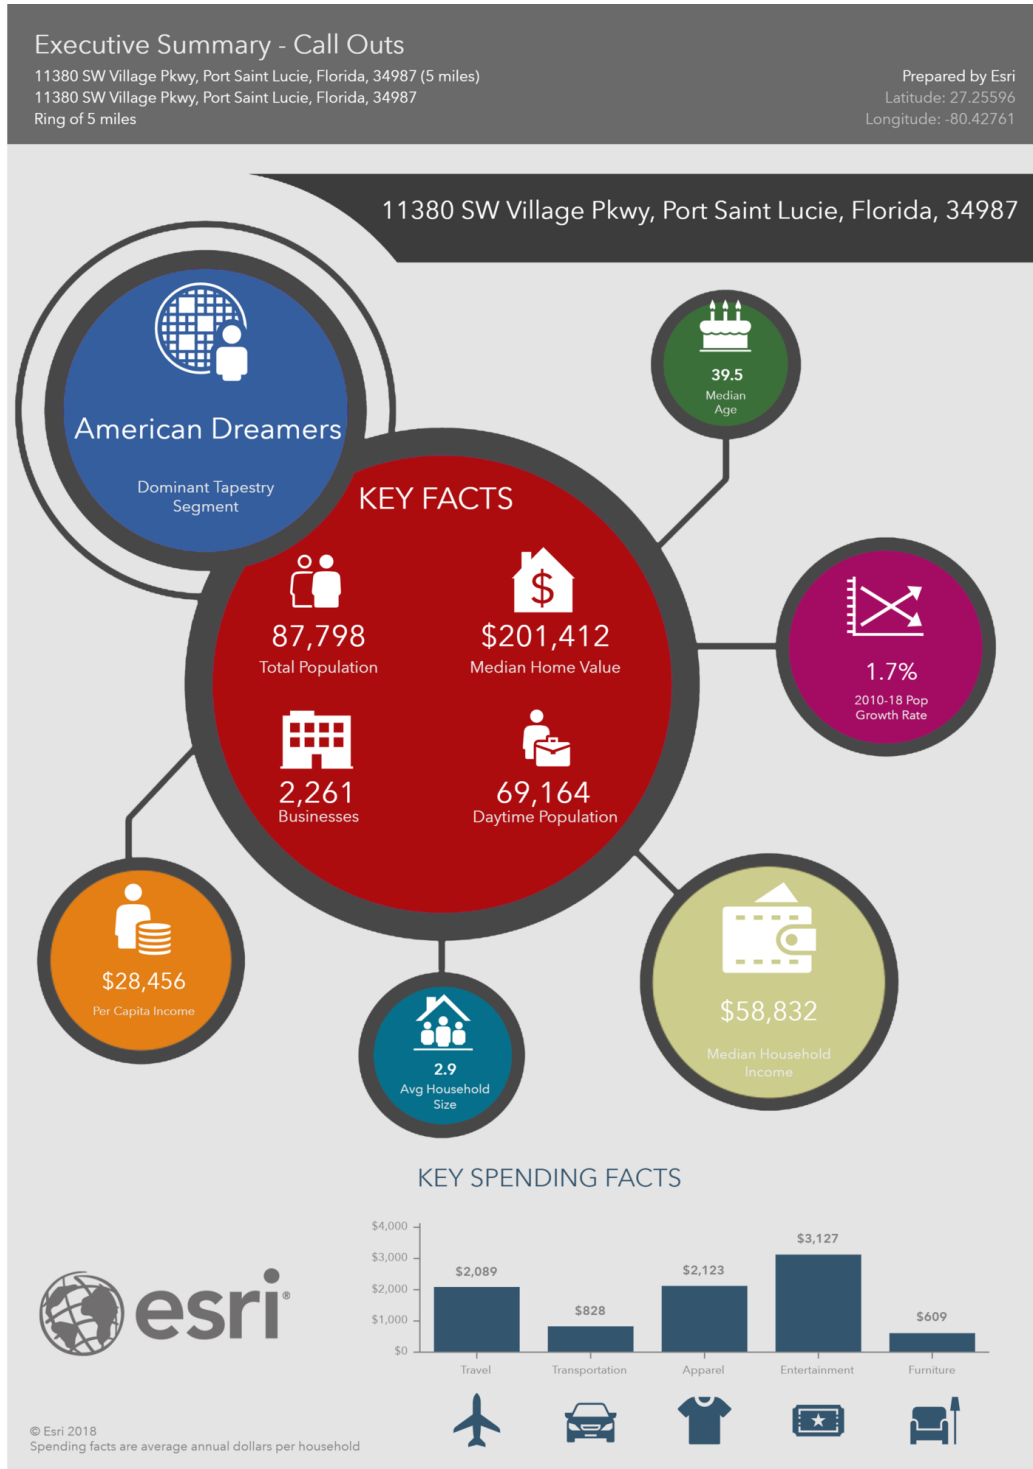 Executive Summary - Call Outs
11380 SW Village Pkwy, Port Saint Lucie, Florida, 34987 (5 miles)
11380 SW Village Pkwy, Port Saint Lucie, Florida, 34987
Ring of 5 miles
Prepared by Esri
Latitude: 27.25596
Longitude: -80.42761
11380 SW Village Pkwy, Port Saint Lucie, Florida, 34987
American Dreamers
Dominant Tapestry
Segment
39.5
Median
Age
KEY FACTS
87,798
Total Population
$
$201,412
Median Home Value
2,261
Businesses
69,164
Daytime Population
1.7%
2010-18 Pop
Growth Rate
$28,456
Per Capita Income
2.9
Avg Household
Size
$58,832
Median Household
Income
KEY SPENDING FACTS
$4,000
$3,000
$2,000
$1,000
$0
$2,089
$828
$2,123
$3,127
$609
Travel
Transportation
Apparel
Entertainment
Furniture
esri®
© Esri 2018
Spending facts are average annual dollars per household